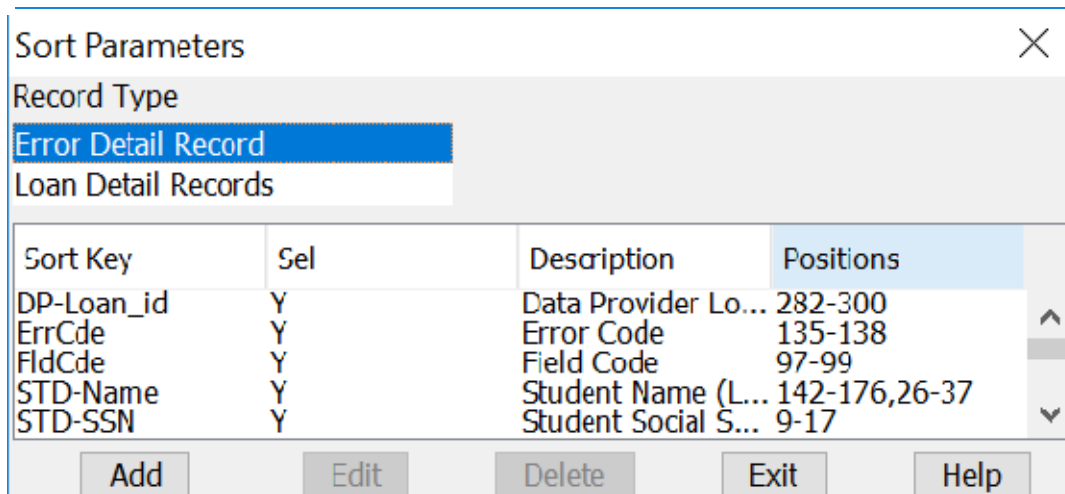 Sort Parameters
Record Type
Error Detail Record
Loan Detail Records
Sort Key Sel Description Positions
DP-Loan_id Y Data Provider Lo... 282-300
ErrCde Y Error Code 135-138
FldCde Y Field Code 97-99
STD-Name Y Student Name (L... 142-176,26-37
STD-SSN Y Student Social S... 9-17
Add Edit Delete Exit Help